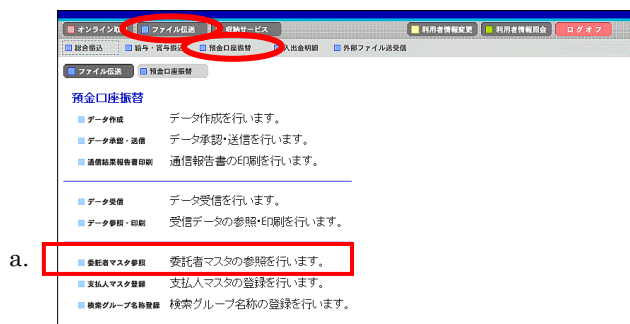 オンライン取 ファイル伝送 収納サービス 利用者情報変更 利用者情報照会 ログオフ
総合振込 給与・賞与振込 預金口座振替 入出金明細 外部ファイル送受信
ファイル伝送 預金口座振替
預金口座振替
データ作成 データ作成を行います。
データ承認・送信 データ承認・送信を行います。
通信結果報告書印刷 通信報告書の印刷を行います。
データ受信 データ受信を行います。
データ参照・印刷 受信データの参照・印刷を行います。
a. 委託者マスタ参照 委託者マスタの参照を行います。
支払人マスタ登録 支払人マスタの登録を行います。
検索グループ名称登録 検索グループ名称の登録を行います。